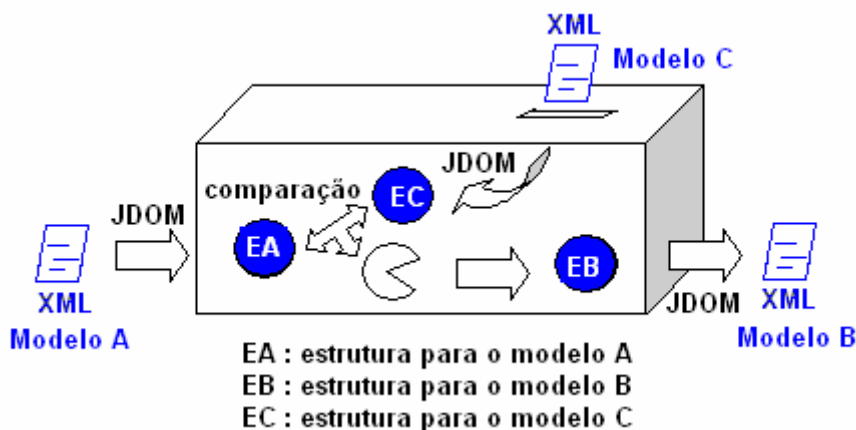 XML
Modelo C
JDOM
comparação
EC
JDOM
EA
EB
XML
Modelo A
JDOM
XML
Modelo B
EA : estrutura para o modelo A
EB : estrutura para o modelo B
EC : estrutura para o modelo C